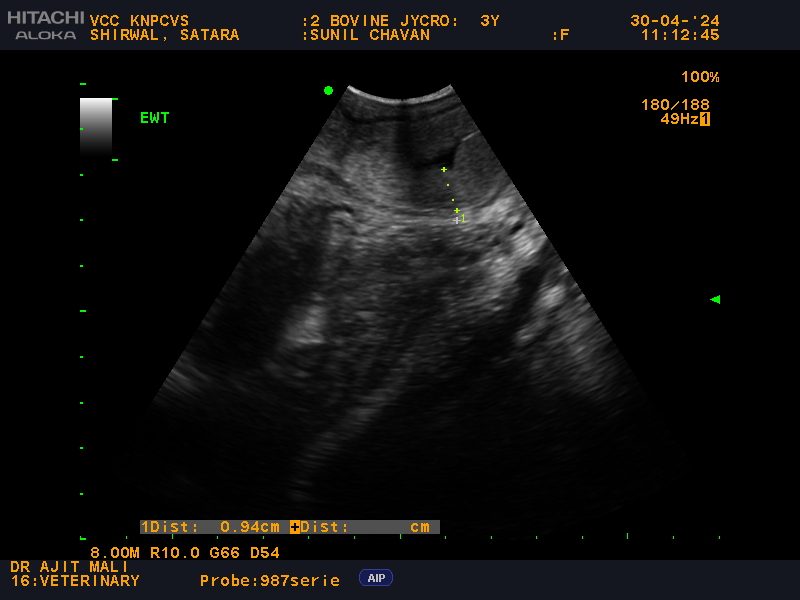 HITACHI
ALOKA
VCC KNPCVS :2 BOVINE JYCRO: 3Y 30-04-'24
SHIRWAL, SATARA :SUNIL CHAVAN :F 11:12:45
100%
180/188
49Hz1
EWT
1
1Dist: 0.94cm +Dist: cm
8.00M R10.0 G66 D54
DR AJIT MALI
16:VETERINARY Probe:987serie AIP